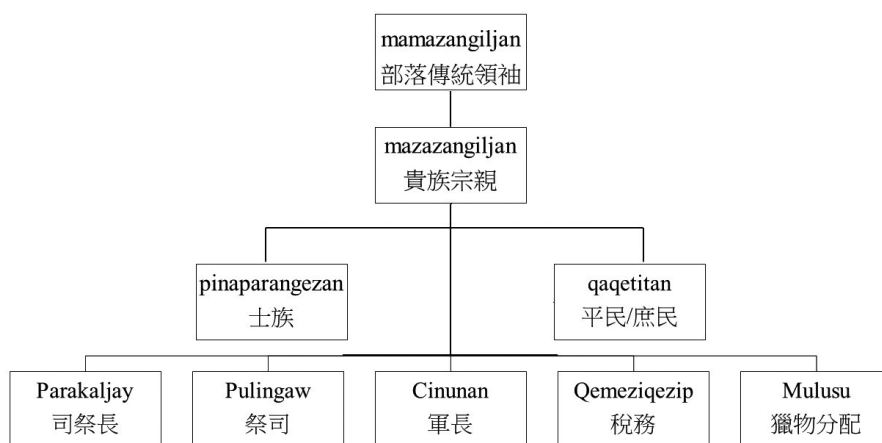 mamazangiljan
部落傳統領袖
mazazangiljan
貴族宗親
pinaparangezan
士族
qaqetitan
平民/庶民
Parakaljay
司祭長
Pulingaw
祭司
Cinunan
軍長
Qemeziqezip
稅務
Mulusu
獵物分配